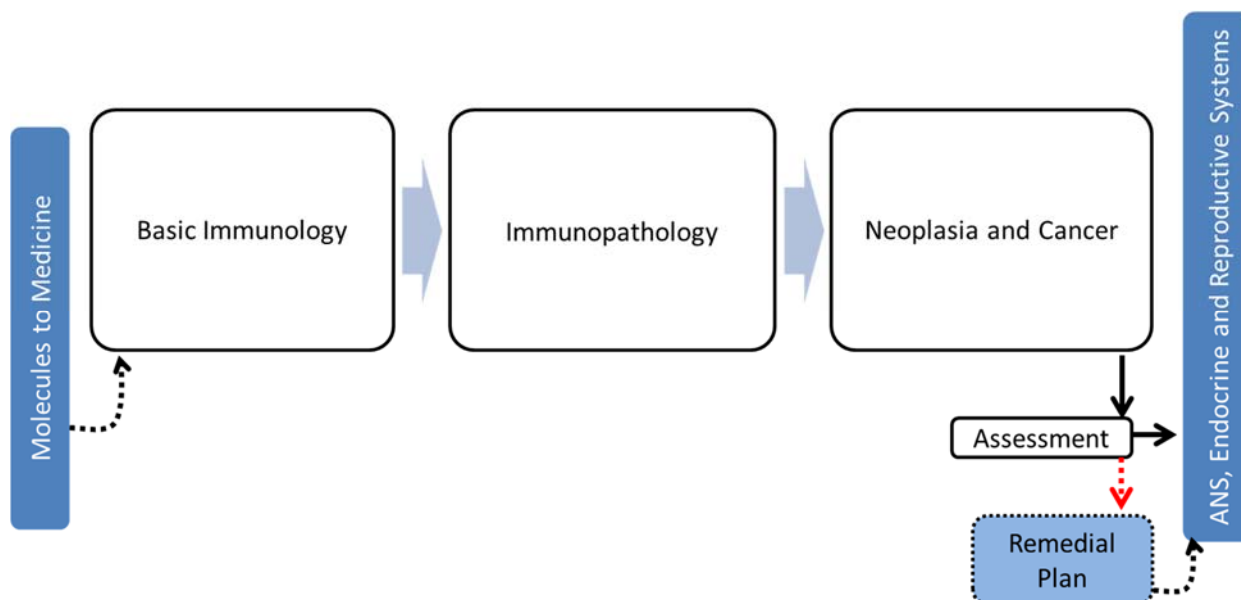 Molecules to Medicine
Basic Immunology
Immunopathology
Neoplasia and Cancer
Assessment
Remedial
Plan
ANS, Endocrine and Reproductive Systems